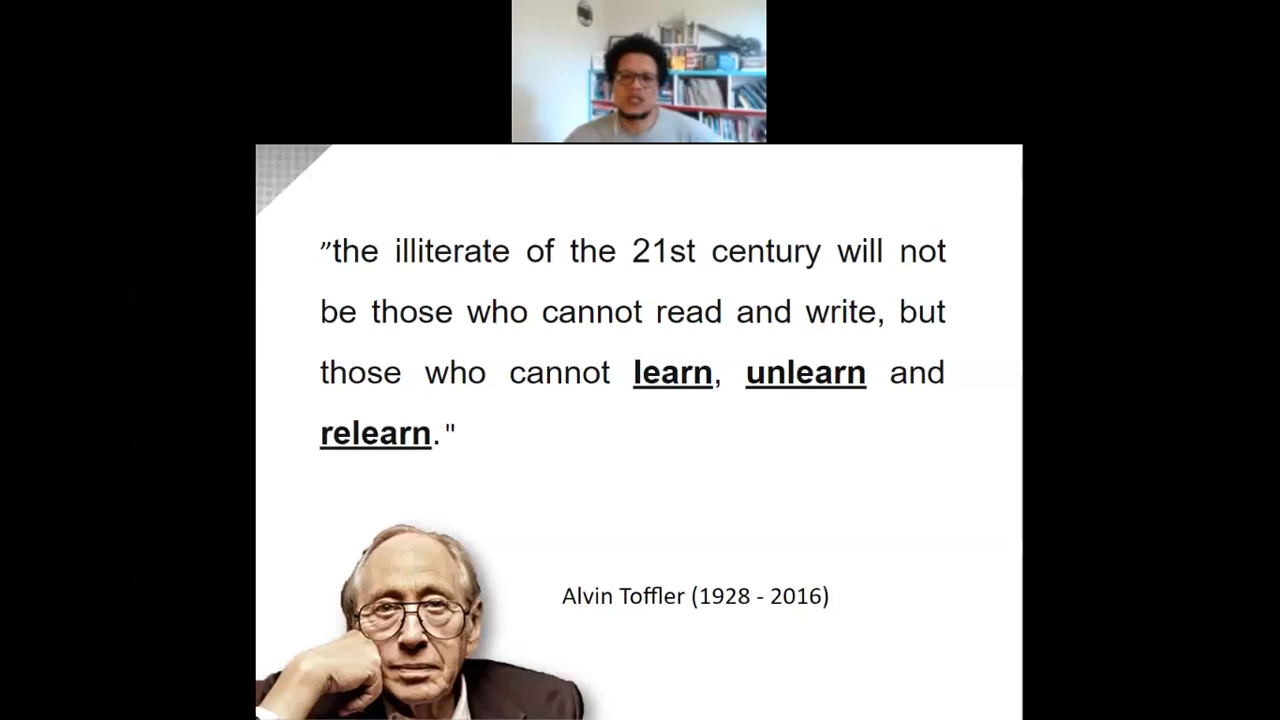 "the illiterate of the 21st century will not
be those who cannot read and write, but
those who cannot learn, unlearn and
relearn."
Alvin Toffler (1928 - 2016)